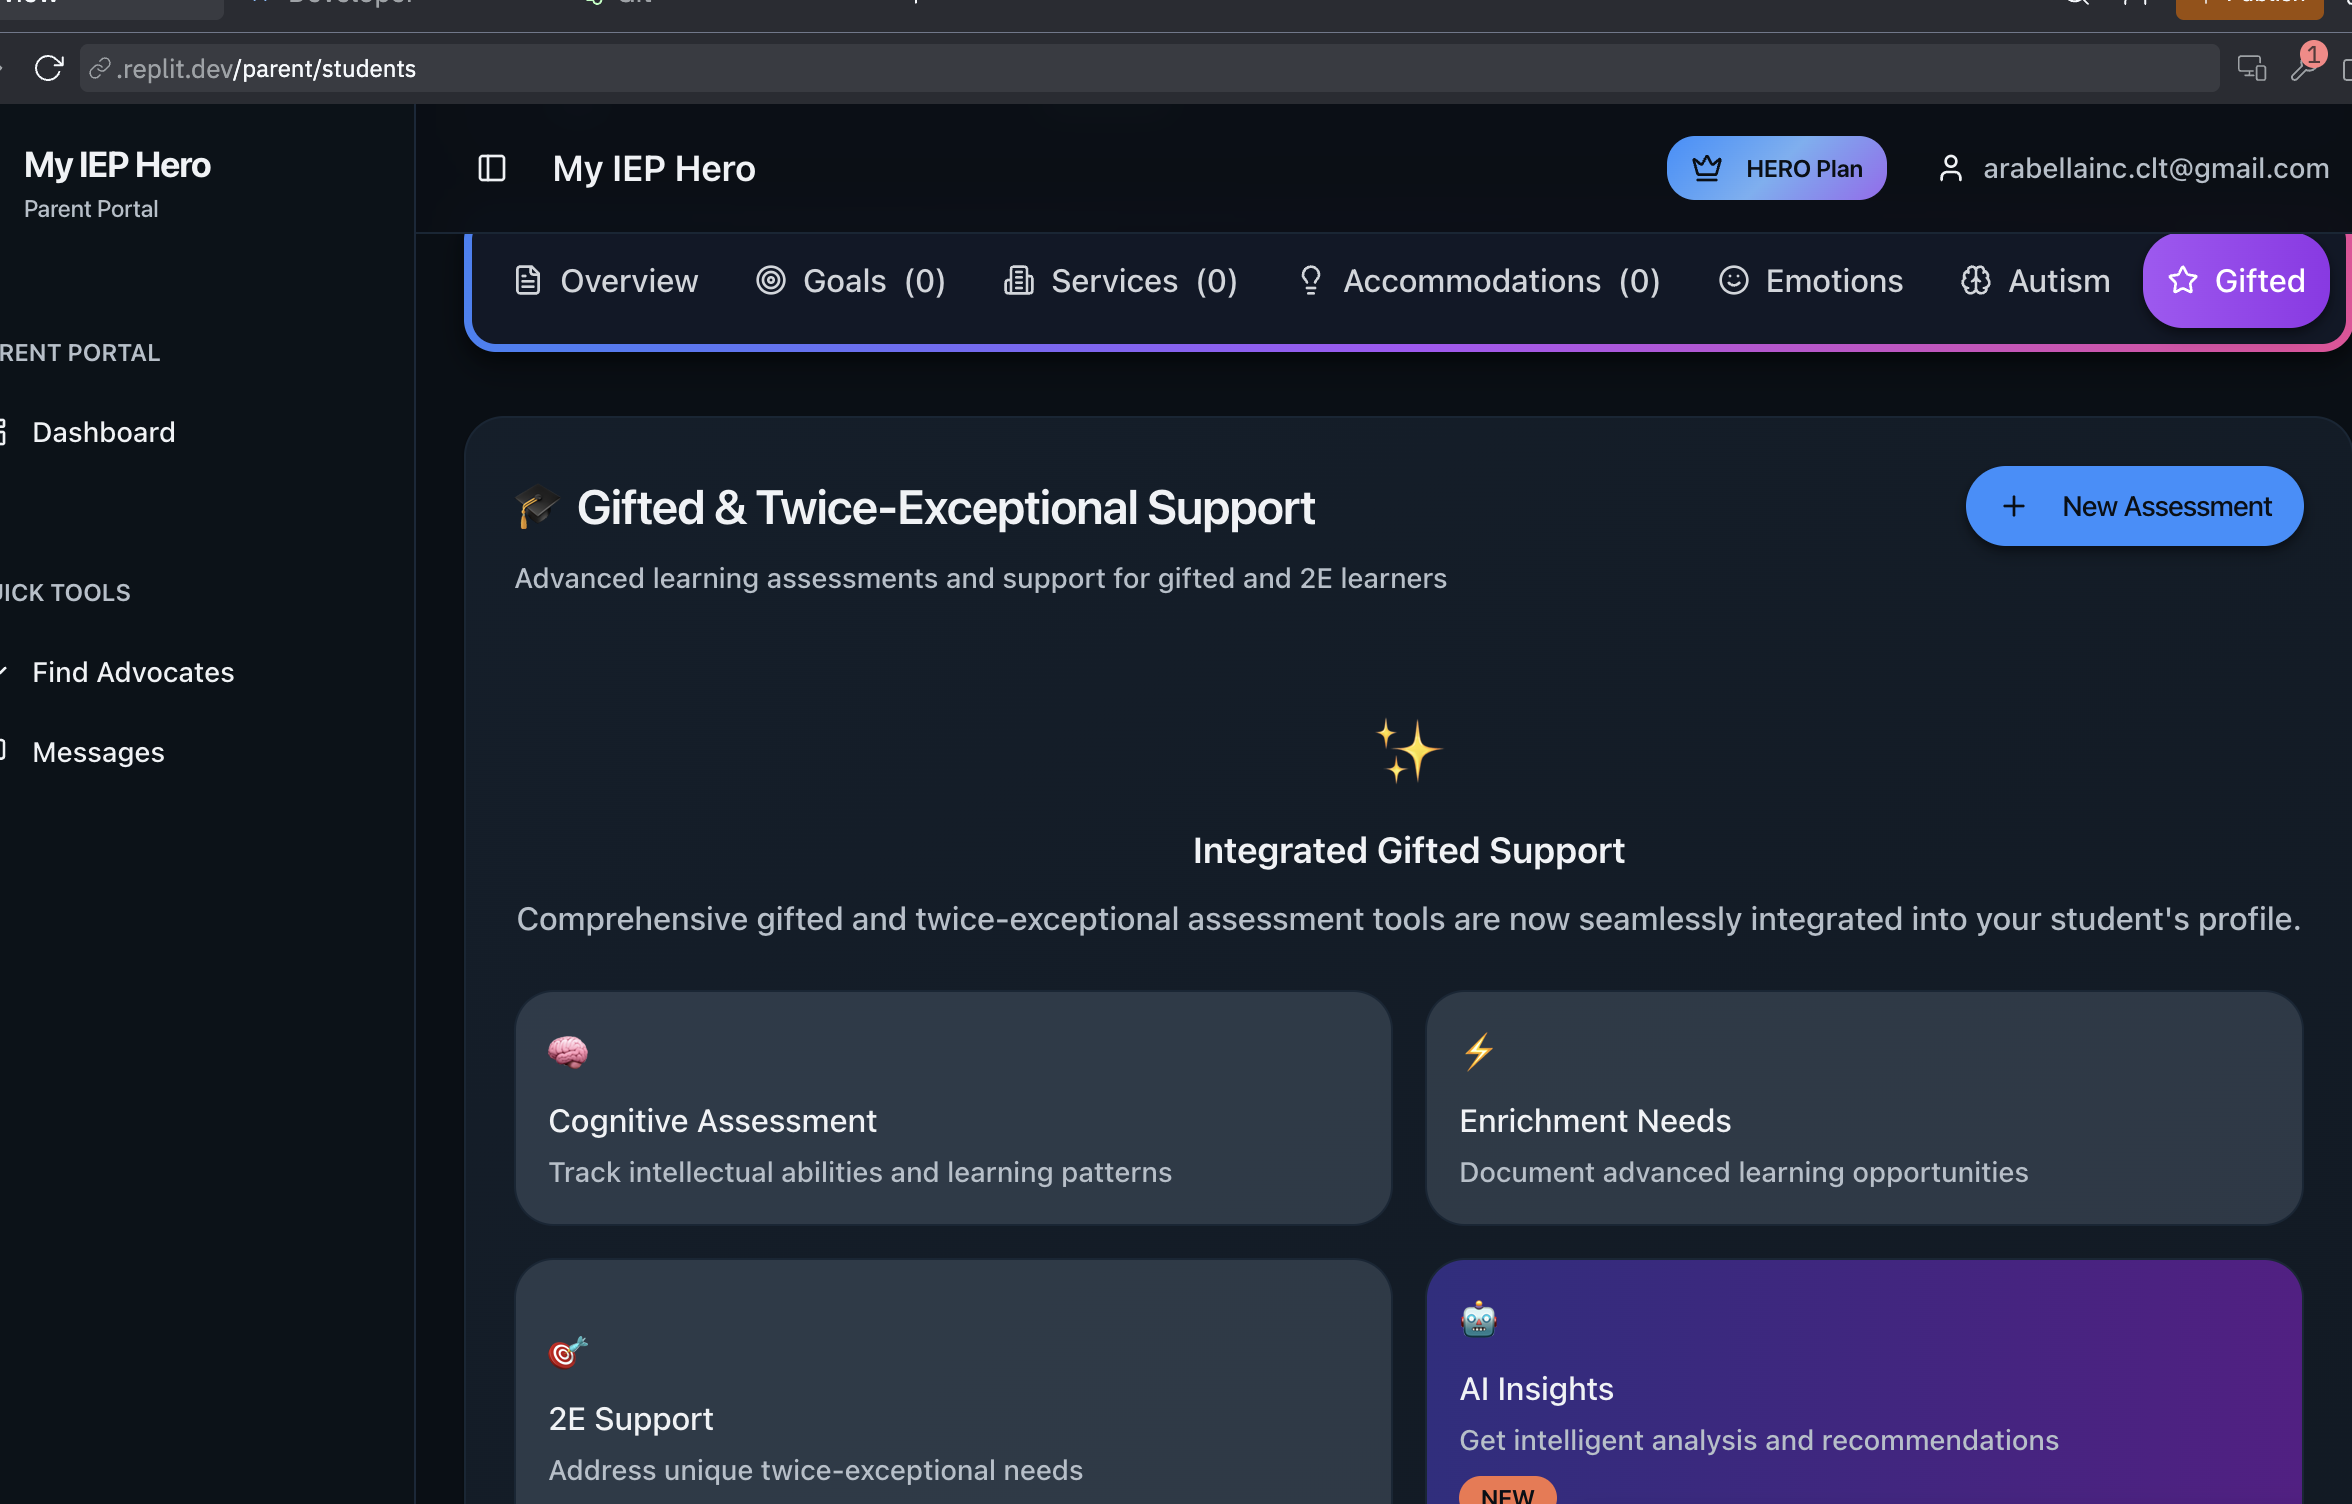 Developer
Git
Publish
.replit.dev/parent/students
1
My IEP Hero
Parent Portal
My IEP Hero
HERO Plan
arabellainc.clt@gmail.com
Overview
Goals (0)
Services (0)
Accommodations (0)
Emotions
Autism
Gifted
RENT PORTAL
Dashboard
UICK TOOLS
Find Advocates
Messages
Gifted & Twice-Exceptional Support
New Assessment
Advanced learning assessments and support for gifted and 2E learners
Integrated Gifted Support
Comprehensive gifted and twice-exceptional assessment tools are now seamlessly integrated into your student's profile.
Cognitive Assessment
Track intellectual abilities and learning patterns
Enrichment Needs
Document advanced learning opportunities
2E Support
Address unique twice-exceptional needs
AI Insights
Get intelligent analysis and recommendations
NEW